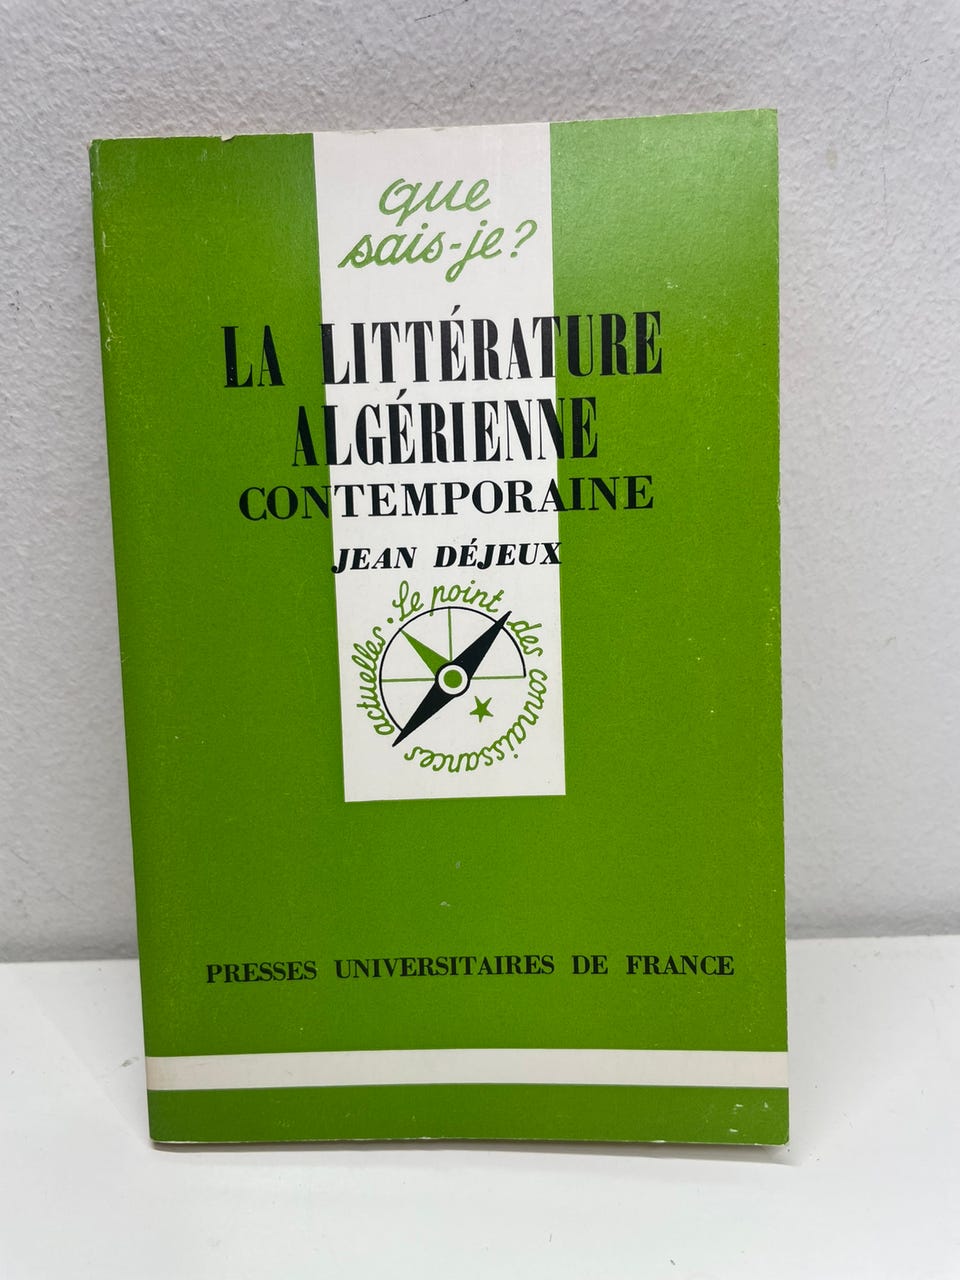 que
sais-je?
LA LITTÉRATURE
ALGÉRIENNE
CONTEMPORAINE
JEAN DÉJEUX
Le point des connaissances actuelles.
PRESSES UNIVERSITAIRES DE FRANCE